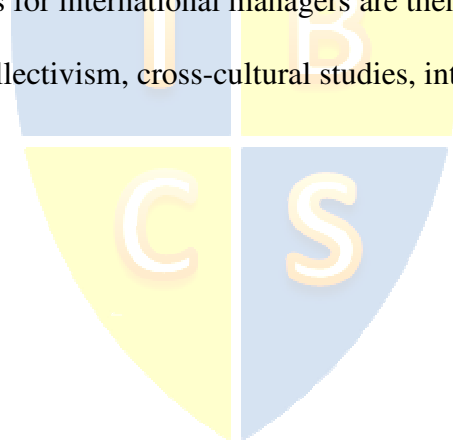 s for international managers are ther
llectivism, cross-cultural studies, int
I B
C S